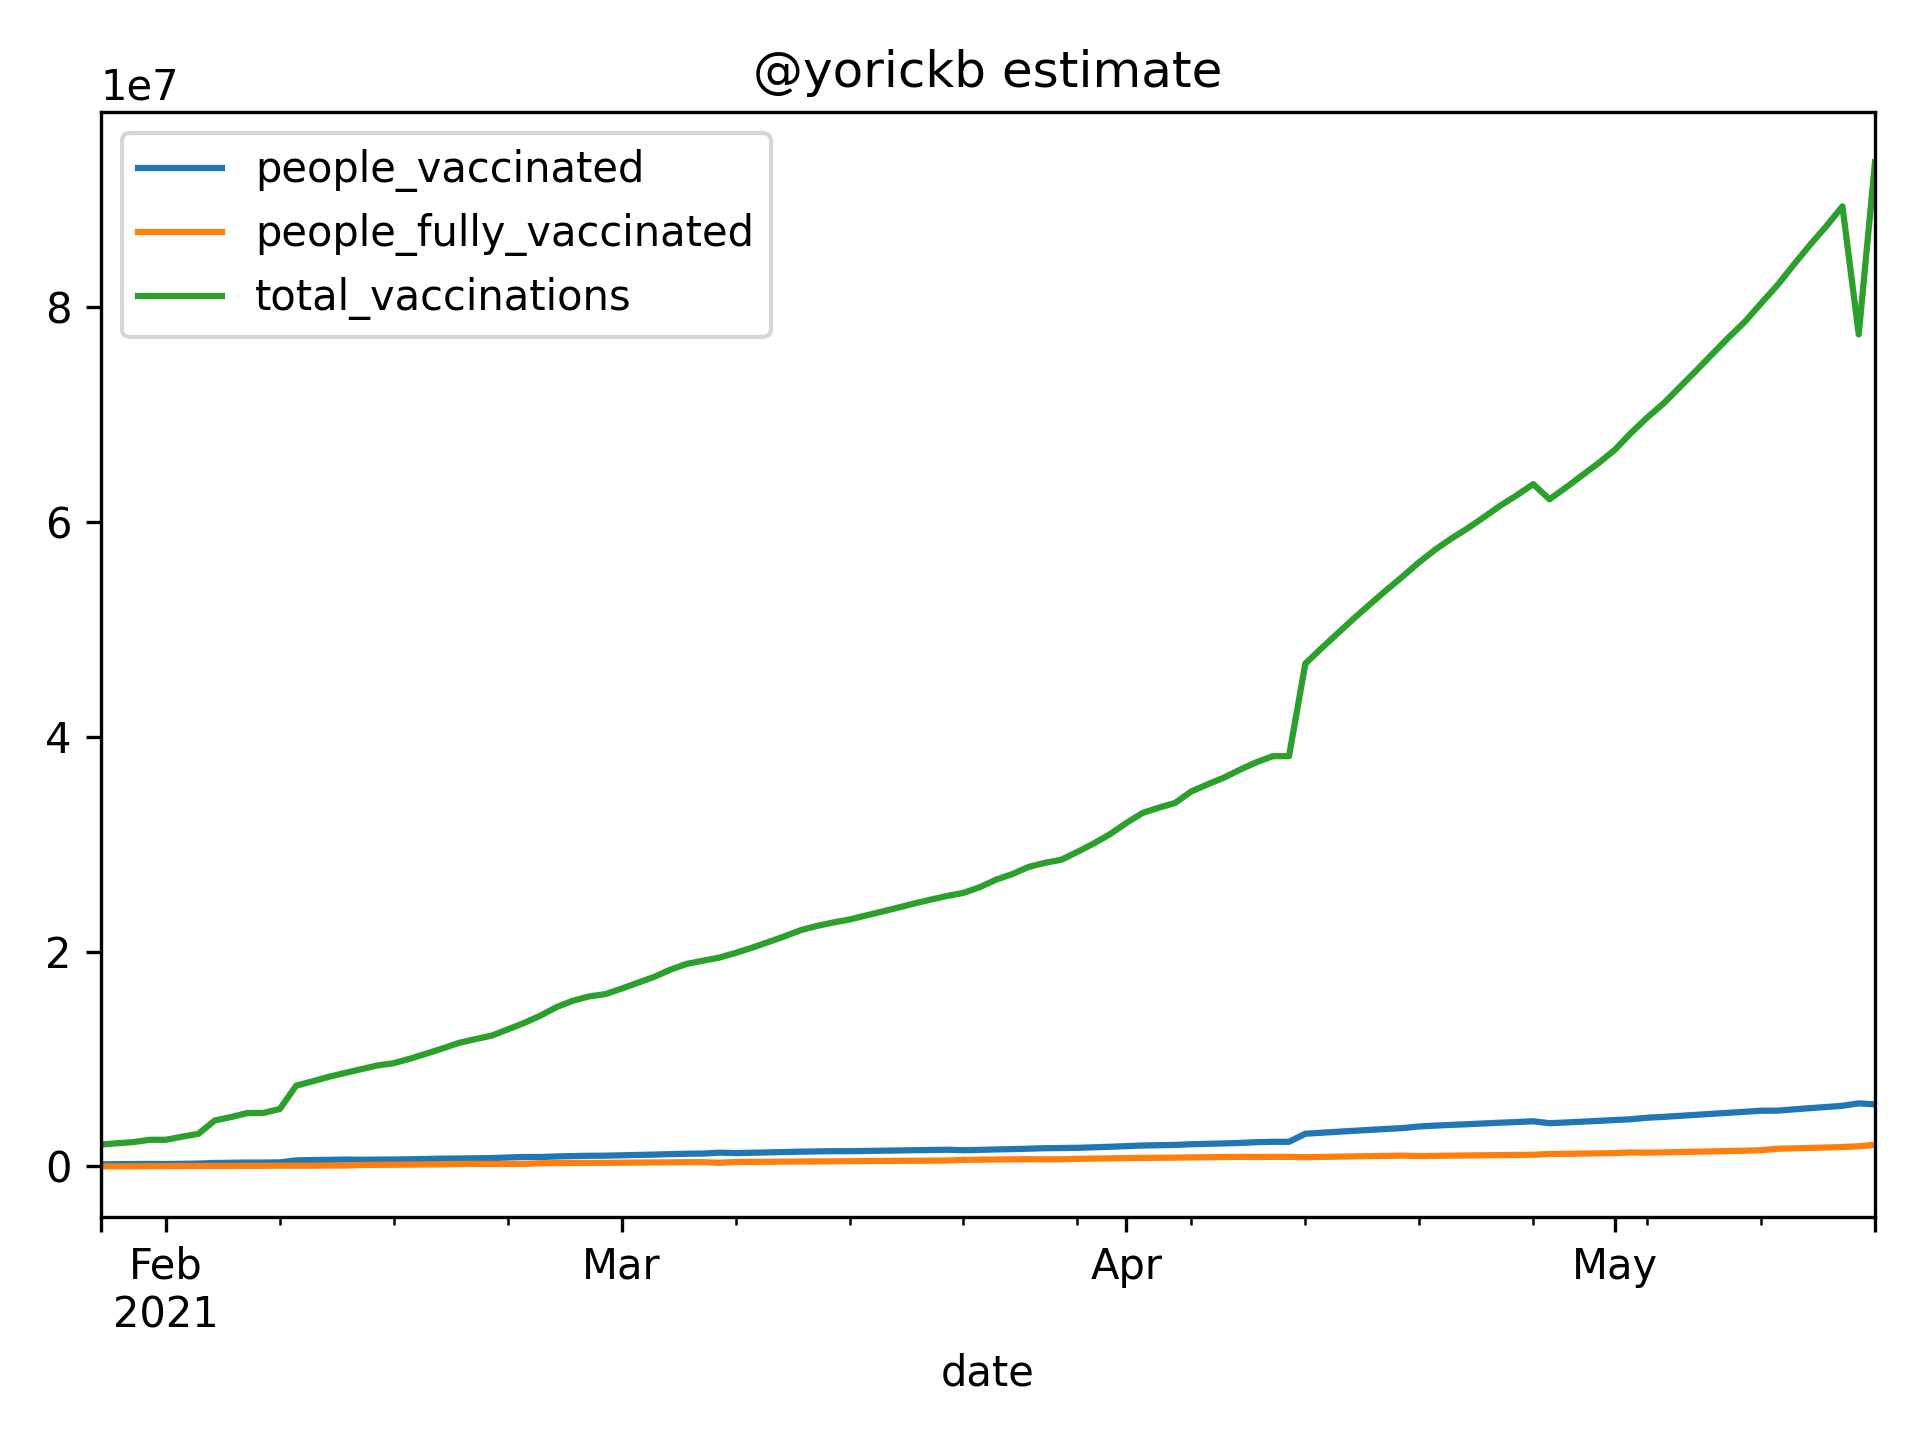 @yorickb estimate
1e7
people_vaccinated
people_fully_vaccinated
total_vaccinations
8
6
4
2
0
Feb Mar Apr May
2021
date